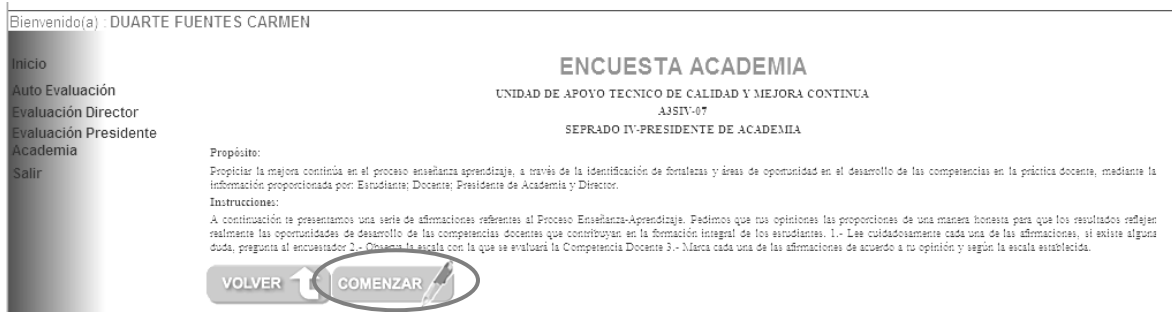 Bienvenido(a) : DUARTE FUENTES CARMEN
Inicio
Auto Evaluación
Evaluación Director
Evaluación Presidente
Academia
Salir
ENCUESTA ACADEMIA
UNIDAD DE APOYO TECNICO DE CALIDAD Y MEJORA CONTINUA
A3SIV-07
SEPRADO IV-PRESIDENTE DE ACADEMIA
Propósito:
Propiciar la mejora continúa en el proceso enseñanza aprendizaje, a través de la identificación de fortalezas y áreas de oportunidad en el desarrollo de las competencias en la práctica docente, mediante la
información proporcionada por: Estudiante; Docente; Presidente de Academia y Director.
Instrucciones:
A continuación te presentamos una serie de afirmaciones referentes al Proceso Enseñanza-Aprendizaje. Pedimos que tus opiniones las proporciones de una manera honesta para que los resultados reflejen
realmente las oportunidades de desarrollo de las competencias docentes que contribuyan en la formación integral de los estudiantes. 1.- Lee cuidadosamente cada una de las afirmaciones, si existe alguna
duda, pregunta al encuestador 2.- Observa la escala con la que se evaluará la Competencia Docente 3.- Marca cada una de las afirmaciones de acuerdo a tu opinión y según la escala establecida.
VOLVER
COMENZAR